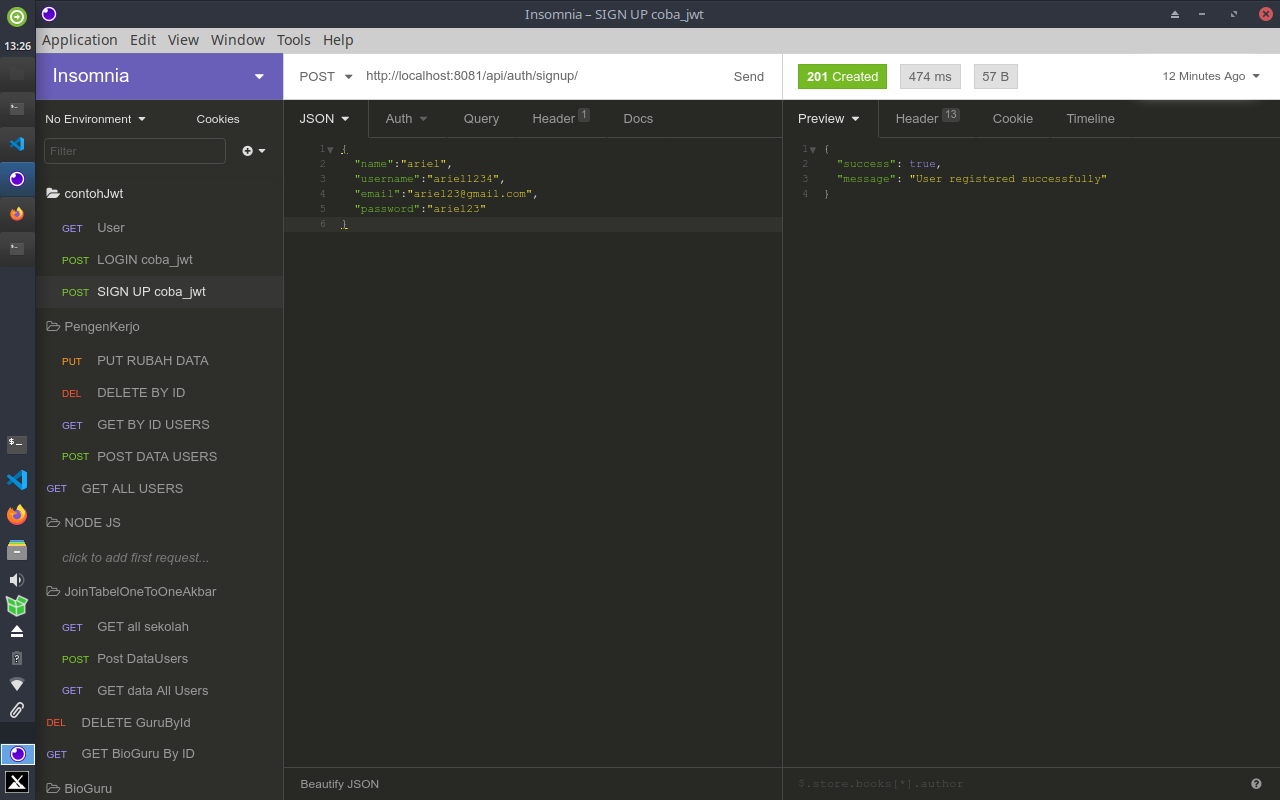 Insomnia – SIGN UP coba_jwt
13:26
Application Edit View Window Tools Help
Insomnia
POST http://localhost:8081/api/auth/signup/ Send
201 Created 474 ms 57 B 12 Minutes Ago
No Environment Cookies
JSON Auth Query Header 1 Docs
Preview Header 13 Cookie Timeline
Filter
contohJwt
GET User
POST LOGIN coba_jwt
POST SIGN UP coba_jwt
PengenKerjo
PUT PUT RUBAH DATA
DEL DELETE BY ID
GET GET BY ID USERS
POST POST DATA USERS
GET GET ALL USERS
NODE JS
click to add first request...
JoinTabelOneToOneAkbar
GET GET all sekolah
POST Post DataUsers
GET GET data All Users
DEL DELETE GuruById
GET GET BioGuru By ID
BioGuru
1 {
2 "name":"ariel",
3 "username":"ariel1234",
4 "email":"ariel23@gmail.com",
5 "password":"ariel23"
6 }
1 {
2 "success": true,
3 "message": "User registered successfully"
4 }
Beautify JSON
$.store.books[*].author